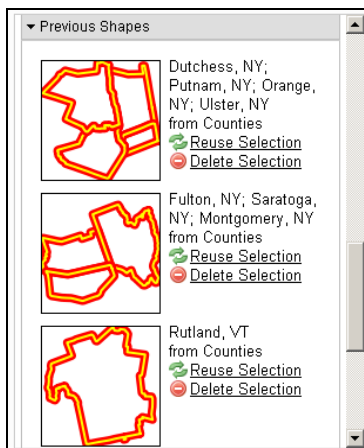 Previous Shapes
Dutchess, NY;
Putnam, NY; Orange,
NY; Ulster, NY
from Counties
Reuse Selection
Delete Selection
Fulton, NY; Saratoga,
NY; Montgomery, NY
from Counties
Reuse Selection
Delete Selection
Rutland, VT
from Counties
Reuse Selection
Delete Selection